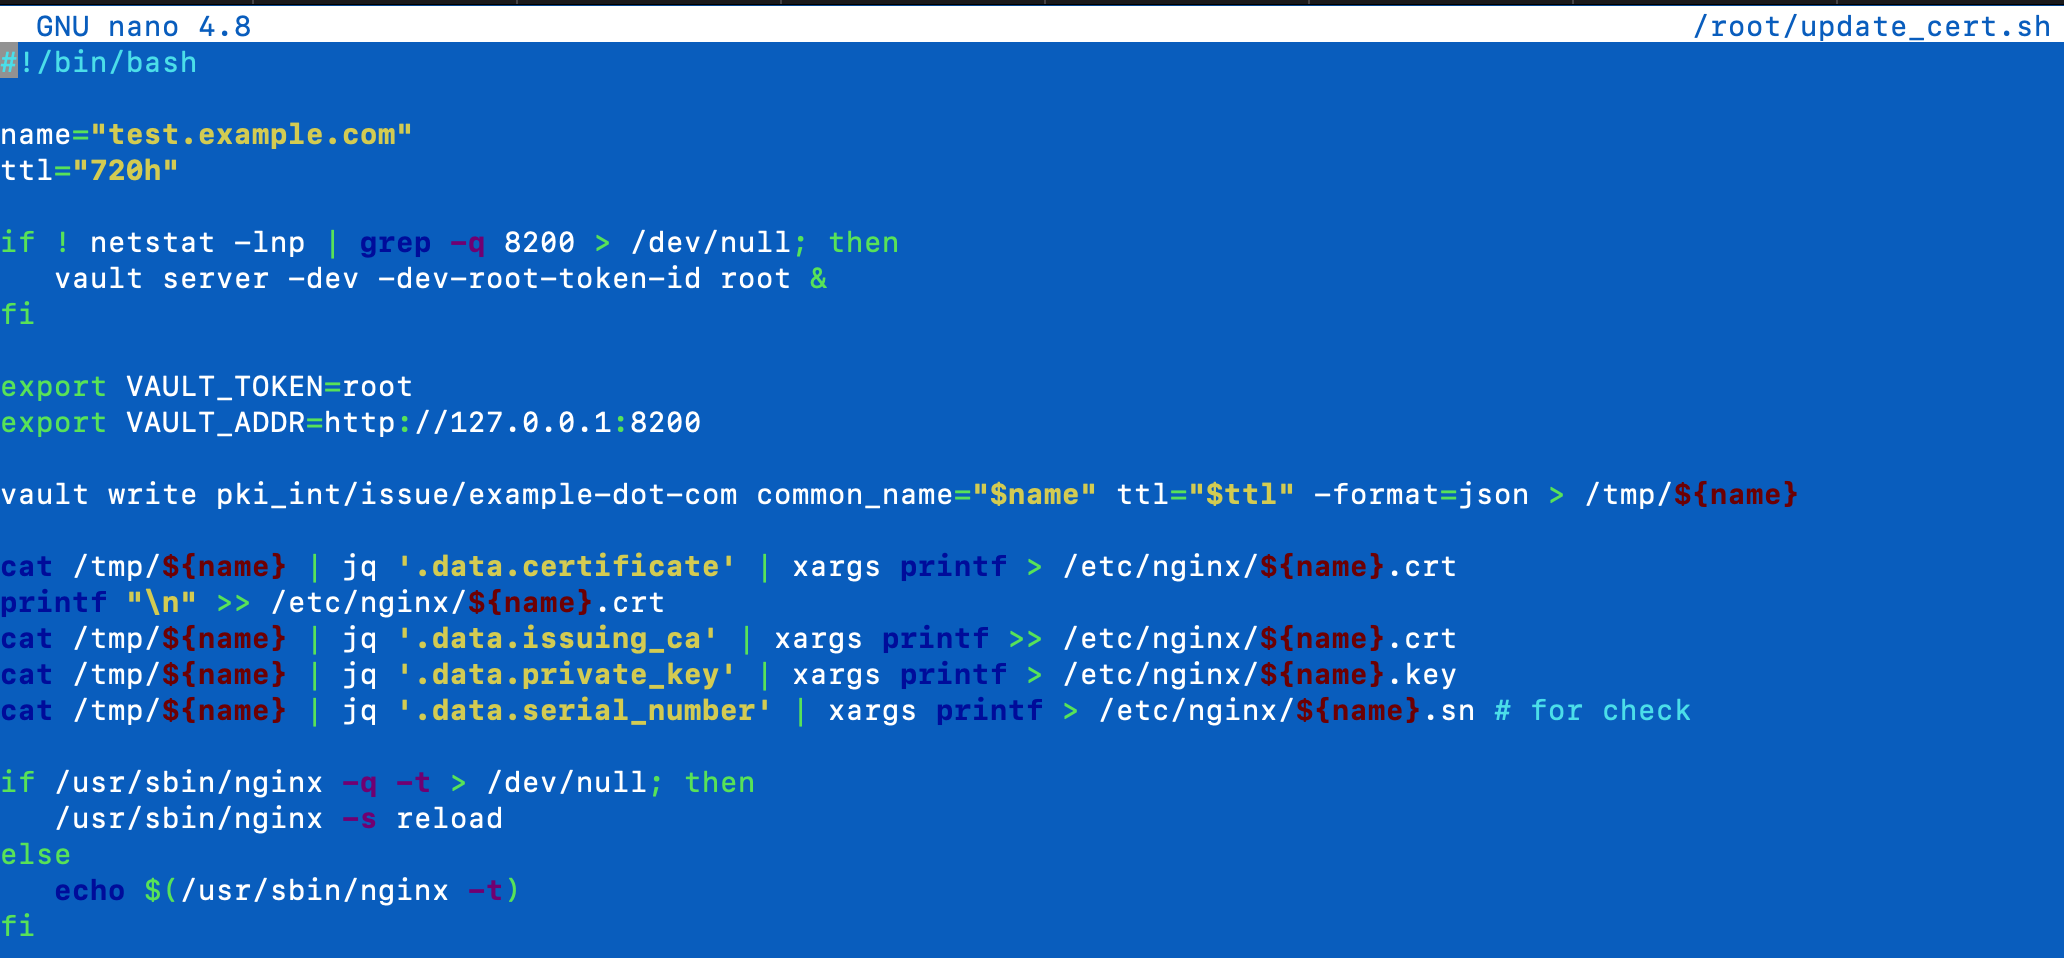 GNU nano 4.8 /root/update_cert.sh
#!/bin/bash
name="test.example.com"
ttl="720h"
if ! netstat -lnp | grep -q 8200 > /dev/null; then
vault server -dev -dev-root-token-id root &
fi
export VAULT_TOKEN=root
export VAULT_ADDR=http://127.0.0.1:8200
vault write pki_int/issue/example-dot-com common_name="$name" ttl="$ttl" -format=json > /tmp/${name}
cat /tmp/${name} | jq '.data.certificate' | xargs printf > /etc/nginx/${name}.crt
printf "\n" >> /etc/nginx/${name}.crt
cat /tmp/${name} | jq '.data.issuing_ca' | xargs printf >> /etc/nginx/${name}.crt
cat /tmp/${name} | jq '.data.private_key' | xargs printf > /etc/nginx/${name}.key
cat /tmp/${name} | jq '.data.serial_number' | xargs printf > /etc/nginx/${name}.sn # for check
if /usr/sbin/nginx -q -t > /dev/null; then
/usr/sbin/nginx -s reload
else
echo $(/usr/sbin/nginx -t)
fi